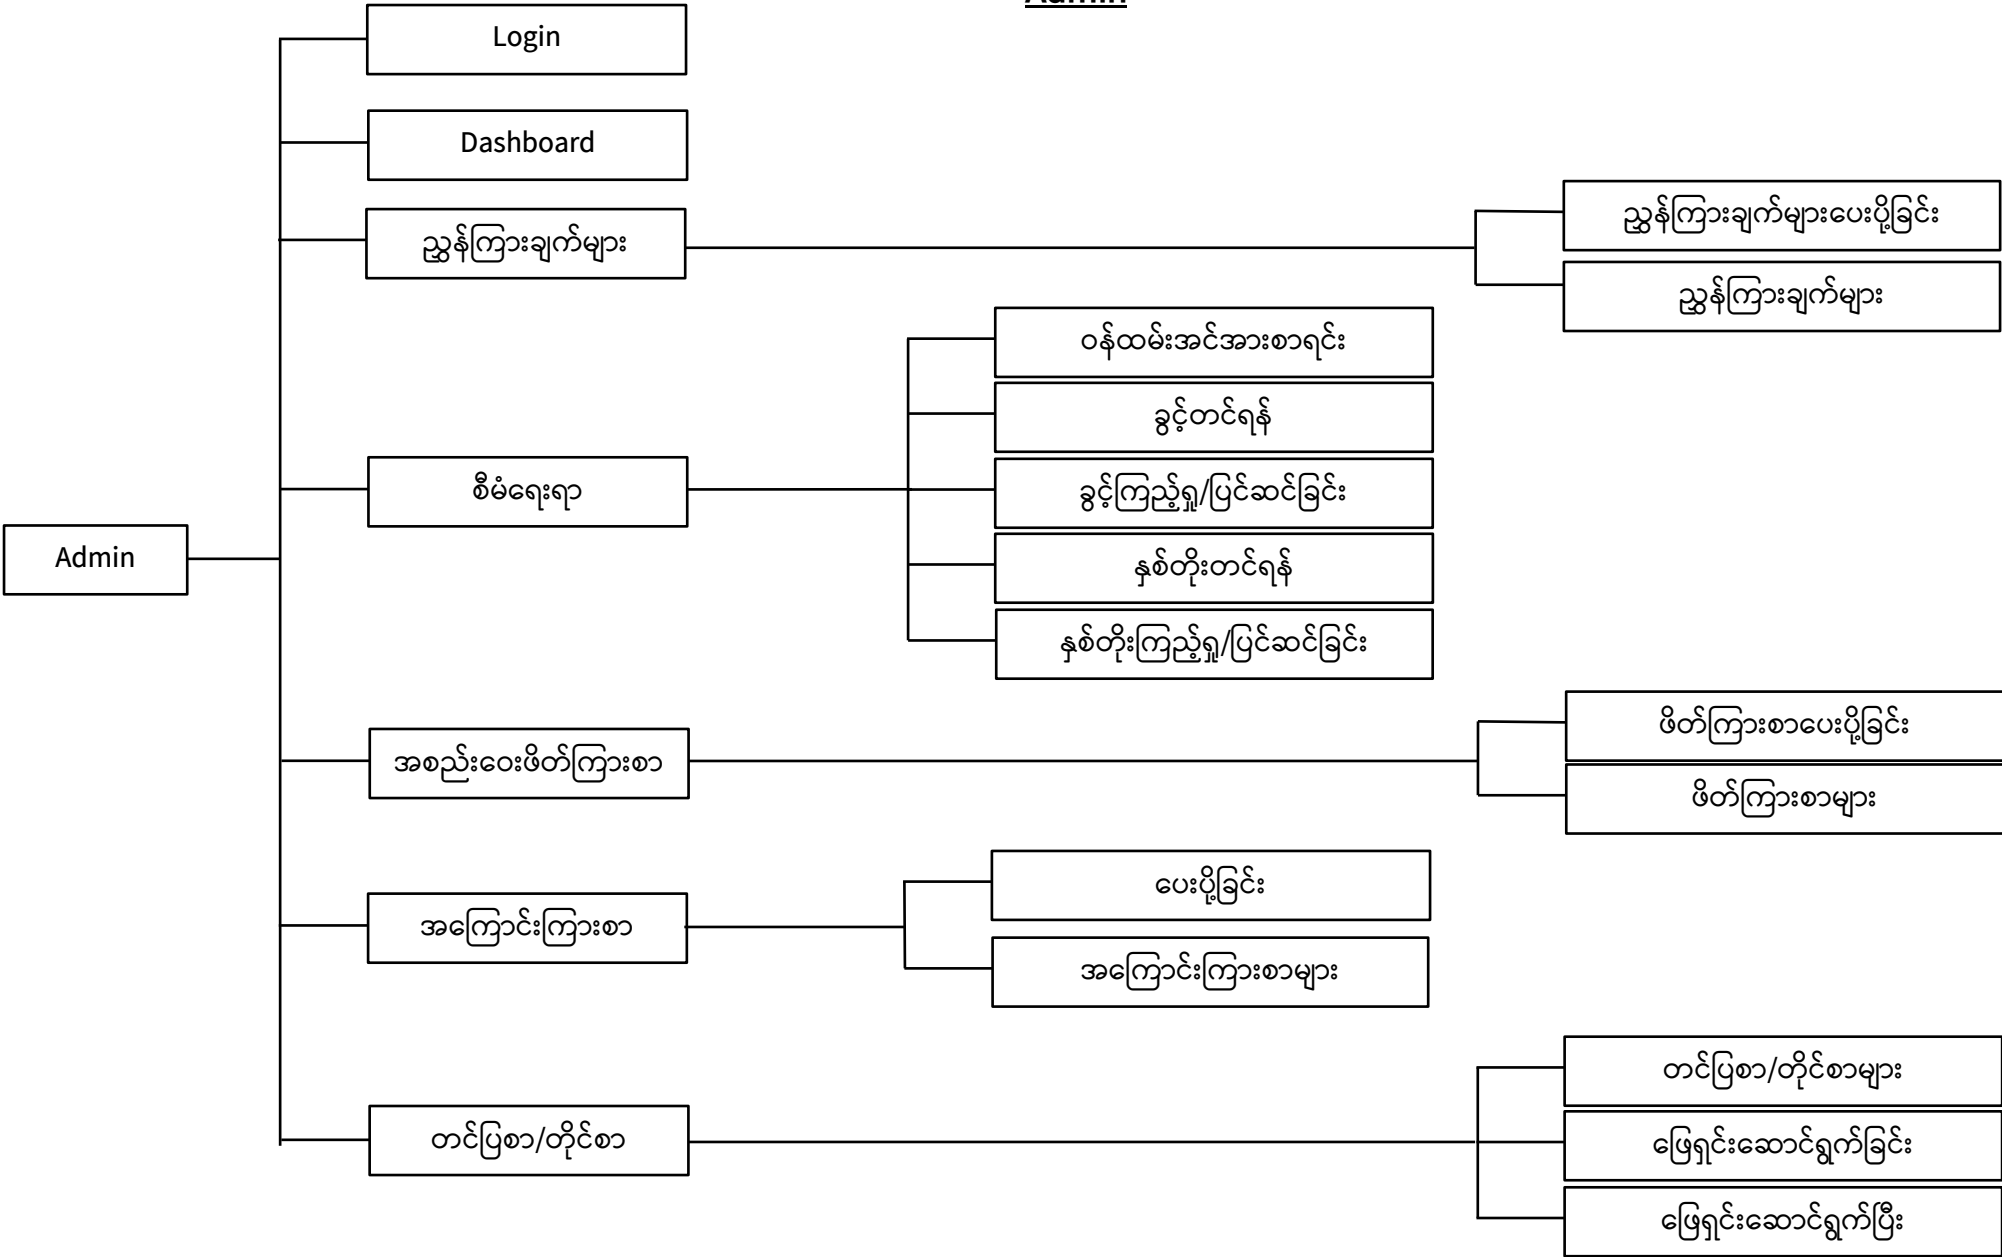 Admin
Login
Dashboard
ညွှန်ကြားချက်များ
ညွှန်ကြားချက်များပေးပို့ခြင်း
ညွှန်ကြားချက်များ
စီမံရေးရာ
ဝန်ထမ်းအင်အားစာရင်း
ခွင့်တင်ရန်
ခွင့်ကြည့်ရှု/ပြင်ဆင်ခြင်း
နှစ်တိုးတင်ရန်
နှစ်တိုးကြည့်ရှု/ပြင်ဆင်ခြင်း
Admin
အစည်းဝေးဖိတ်ကြားစာ
ဖိတ်ကြားစာပေးပို့ခြင်း
ဖိတ်ကြားစာများ
အကြောင်းကြားစာ
ပေးပို့ခြင်း
အကြောင်းကြားစာများ
တင်ပြစာ/တိုင်စာ
တင်ပြစာ/တိုင်စာများ
ဖြေရှင်းဆောင်ရွက်ခြင်း
ဖြေရှင်းဆောင်ရွက်ပြီး